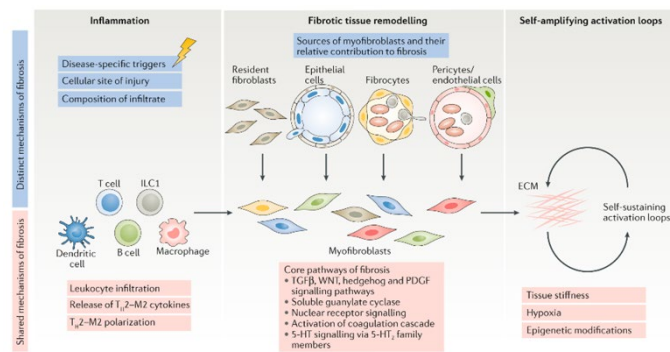 Inflammation
Fibrotic tissue remodelling
Self-amplifying activation loops
Distinct mechanisms of fibrosis
Shared mechanisms of fibrosis
Disease-specific triggers
Cellular site of injury
Composition of infiltrate
Sources of myofibroblasts and their
relative contribution to fibrosis
Resident
fibroblasts
Epithelial
cells
Fibrocytes
Pericytes/
endothelial cells
T cell
ILC1
Dendritic
cell
B cell
Macrophage
Leukocyte infiltration
Release of TH2–M2 cytokines
TH2–M2 polarization
Myofibroblasts
Core pathways of fibrosis
• TGFβ, WNT, hedgehog and PDGF
signalling pathways
• Soluble guanylate cyclase
• Nuclear receptor signalling
• Activation of coagulation cascade
• 5-HT signalling via 5-HT2 family
members
ECM
Self-sustaining
activation loops
Tissue stiffness
Hypoxia
Epigenetic modifications